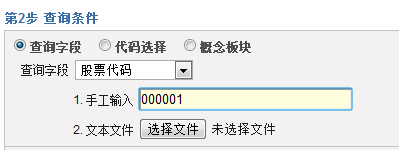 第2步 查询条件
查询字段 代码选择 概念板块
查询字段 股票代码
1. 手工输入 000001
2. 文本文件 选择文件 未选择文件